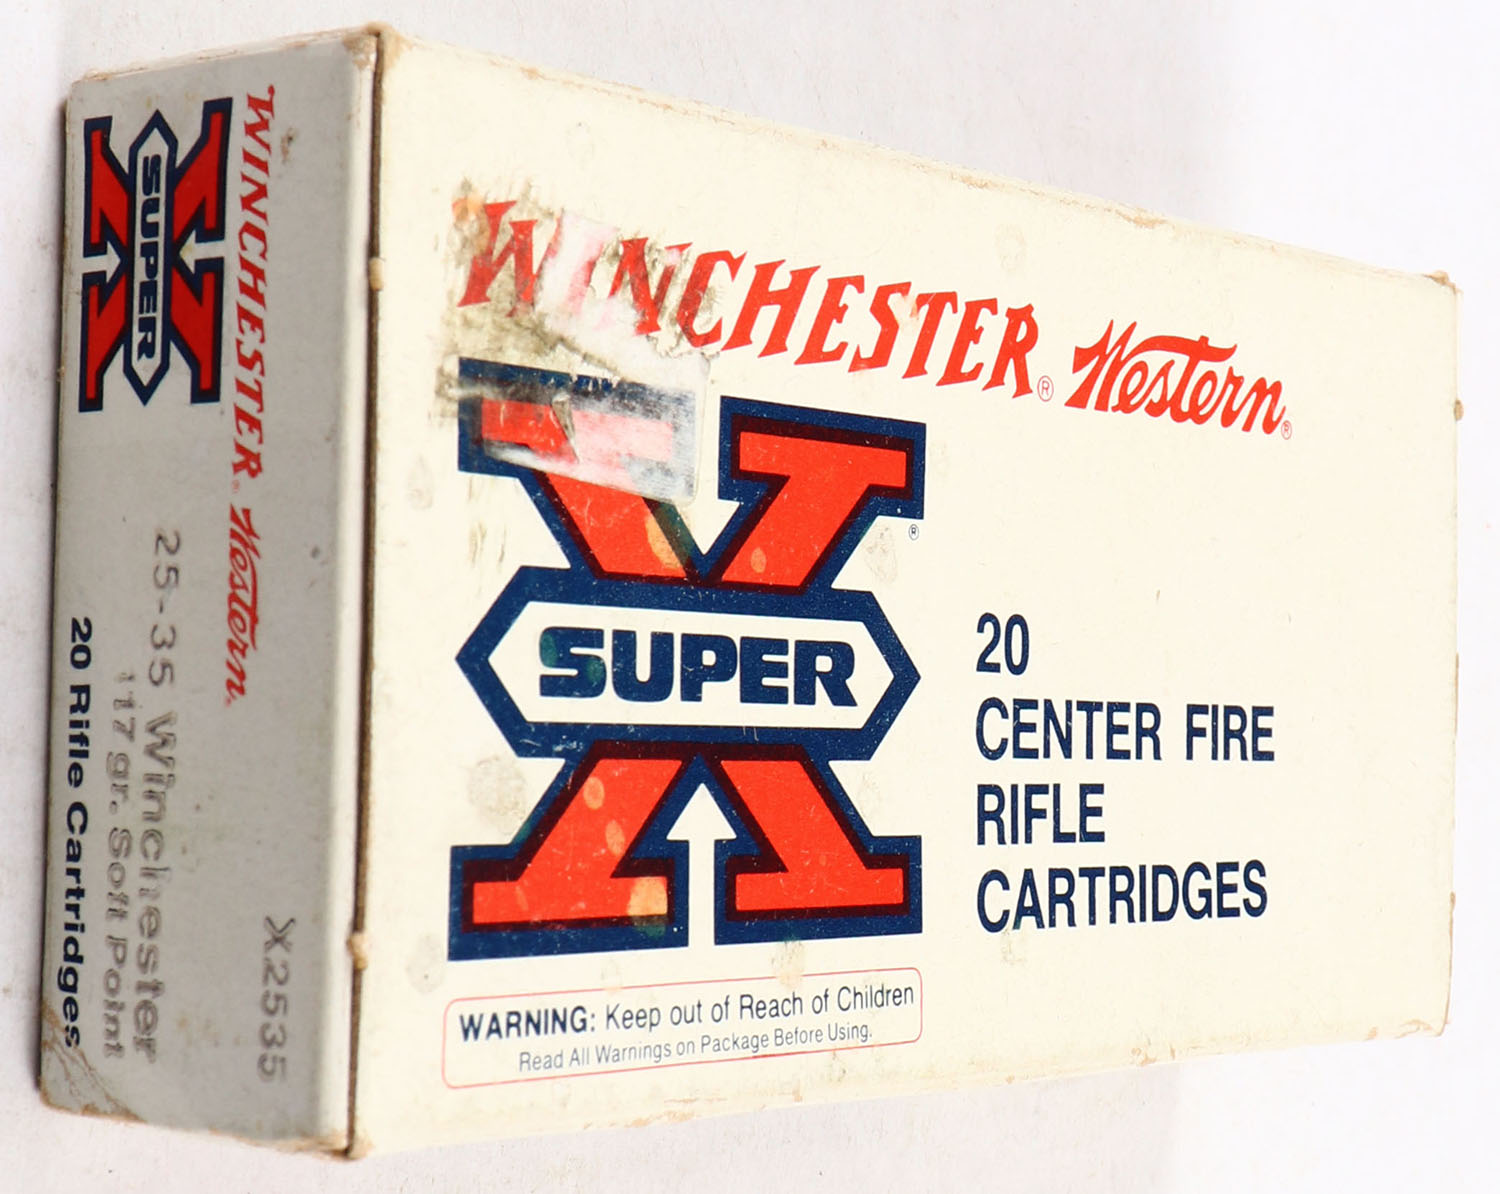 WINCHESTER® Western®
SUPER
®
20
CENTER FIRE
RIFLE
CARTRIDGES
WARNING: Keep out of Reach of Children
Read All Warnings on Package Before Using.
WINCHESTER® Western®
SUPER
X2535
25-35 Winchester
117 gr. Soft Point
20 Rifle Cartridges